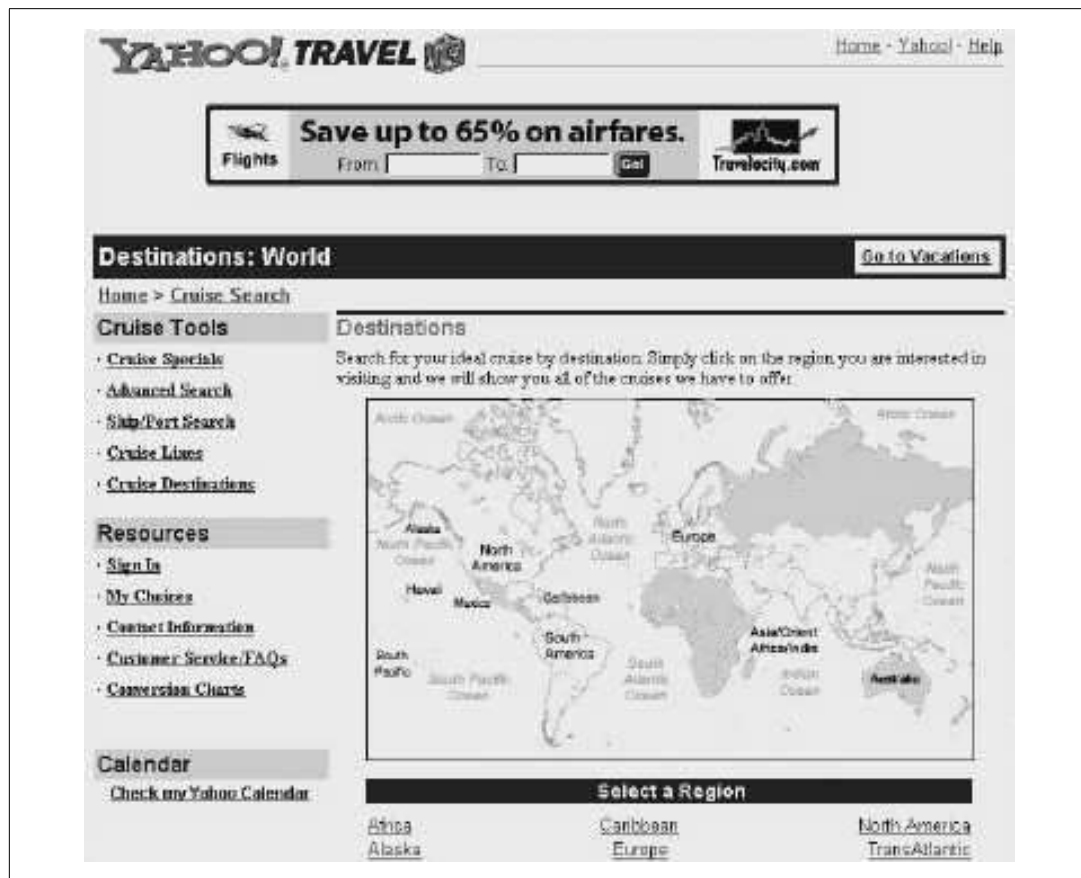 YAHOO! TRAVEL
Home - Yahoo! - Help
Flights
Save up to 65% on airfares.
From: To: Go!
Travelocity.com
Destinations: World
Go to Vacations
Home > Cruise Search
Cruise Tools
· Cruise Specials
· Advanced Search
· Ship/Port Search
· Cruise Lines
· Cruise Destinations
Resources
· Sign In
· My Choices
· Contact Information
· Customer Service/FAQs
· Conversion Charts
Calendar
Check my Yahoo Calendar
Destinations
Search for your ideal cruise by destination. Simply click on the region you are interested in
visiting and we will show you all of the cruises we have to offer.
Arctic Ocean
Arctic Ocean
Alaska
North Pacific
Ocean
North
America
North
Atlantic
Ocean
Europe
North
Pacific
Ocean
Hawaii
Mexico
Caribbean
South
America
Asia/Orient
Africa/India
South
Pacific
South Pacific
Ocean
South
Atlantic
Ocean
Indian
Ocean
Australia
Select a Region
Africa
Caribbean
North America
Alaska
Europe
TransAtlantic